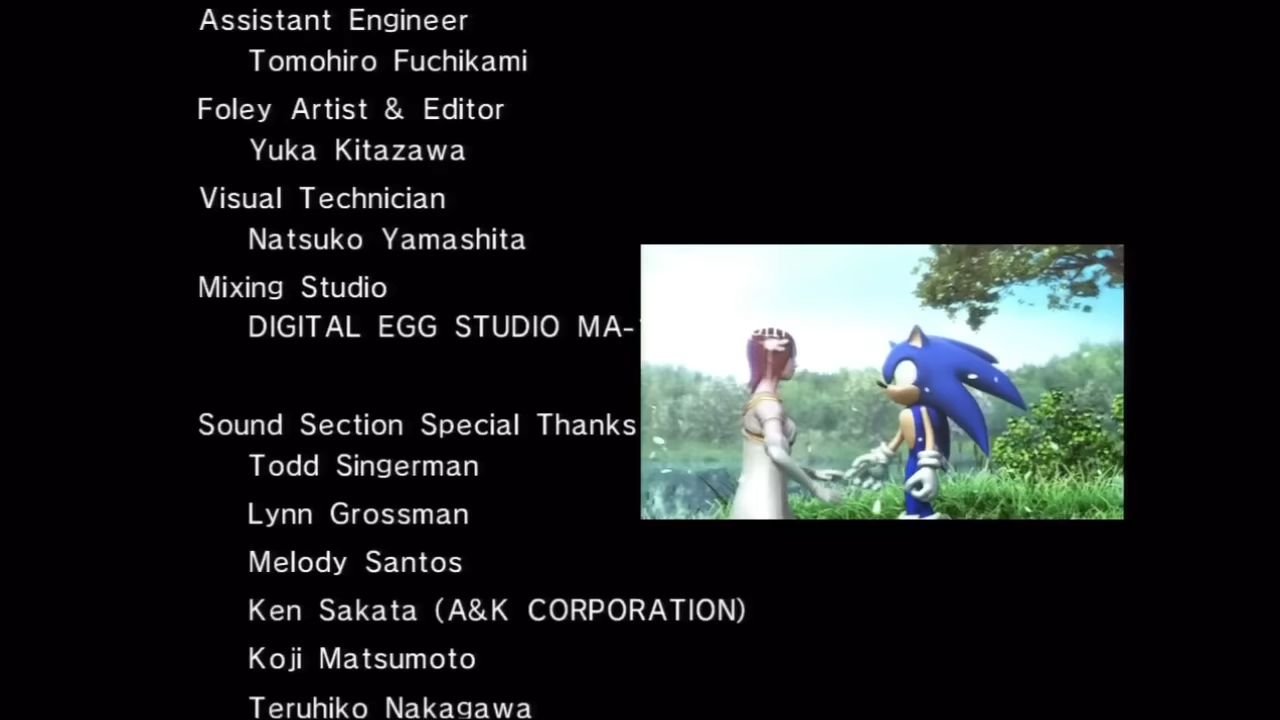 Assistant Engineer
Tomohiro Fuchikami
Foley Artist & Editor
Yuka Kitazawa
Visual Technician
Natsuko Yamashita
Mixing Studio
DIGITAL EGG STUDIO MA-
Sound Section Special Thanks
Todd Singerman
Lynn Grossman
Melody Santos
Ken Sakata (A&K CORPORATION)
Koji Matsumoto
Teruhiko Nakagawa